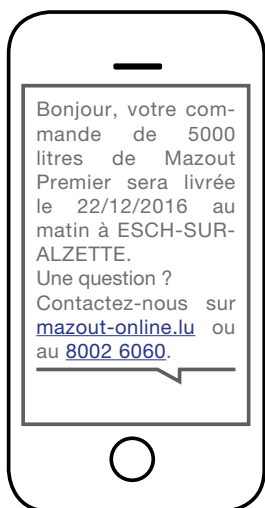 Bonjour, votre com-
mande de 5000
litres de Mazout
Premier sera livrée
le 22/12/2016 au
matin à ESCH-SUR-
ALZETTE.
Une question ?
Contactez-nous sur
mazout-online.lu ou
au 8002 6060.